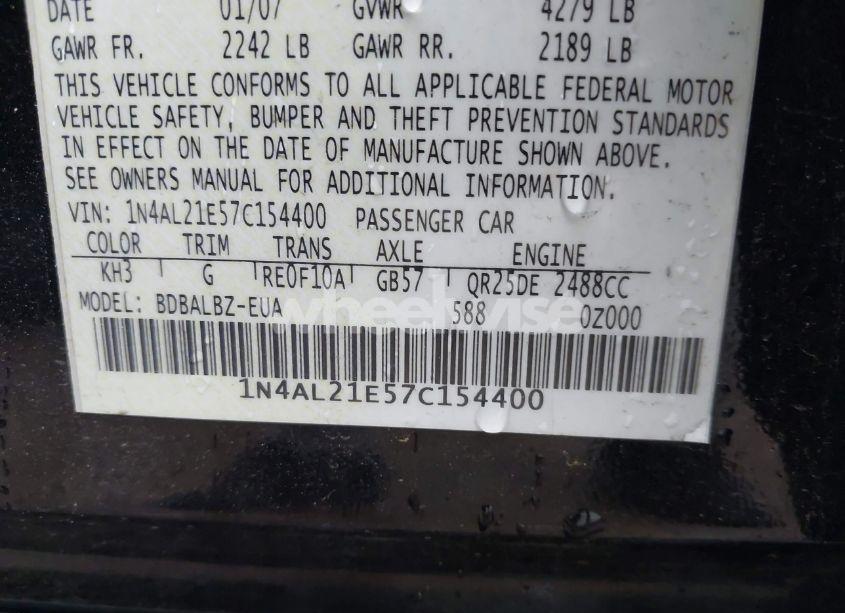 DATE 01/07 GVWR 4279 LB
GAWR FR. 2242 LB GAWR RR. 2189 LB
THIS VEHICLE CONFORMS TO ALL APPLICABLE FEDERAL MOTOR
VEHICLE SAFETY, BUMPER AND THEFT PREVENTION STANDARDS
IN EFFECT ON THE DATE OF MANUFACTURE SHOWN ABOVE.
SEE OWNERS MANUAL FOR ADDITIONAL INFORMATION.
VIN: 1N4AL21E57C154400 PASSENGER CAR
COLOR TRIM TRANS AXLE ENGINE
KH3 G RE0F10A GB57 QR25DE 2488CC
MODEL: BDBALBZ-EUA 588 0Z000
wheelwise
1N4AL21E57C154400